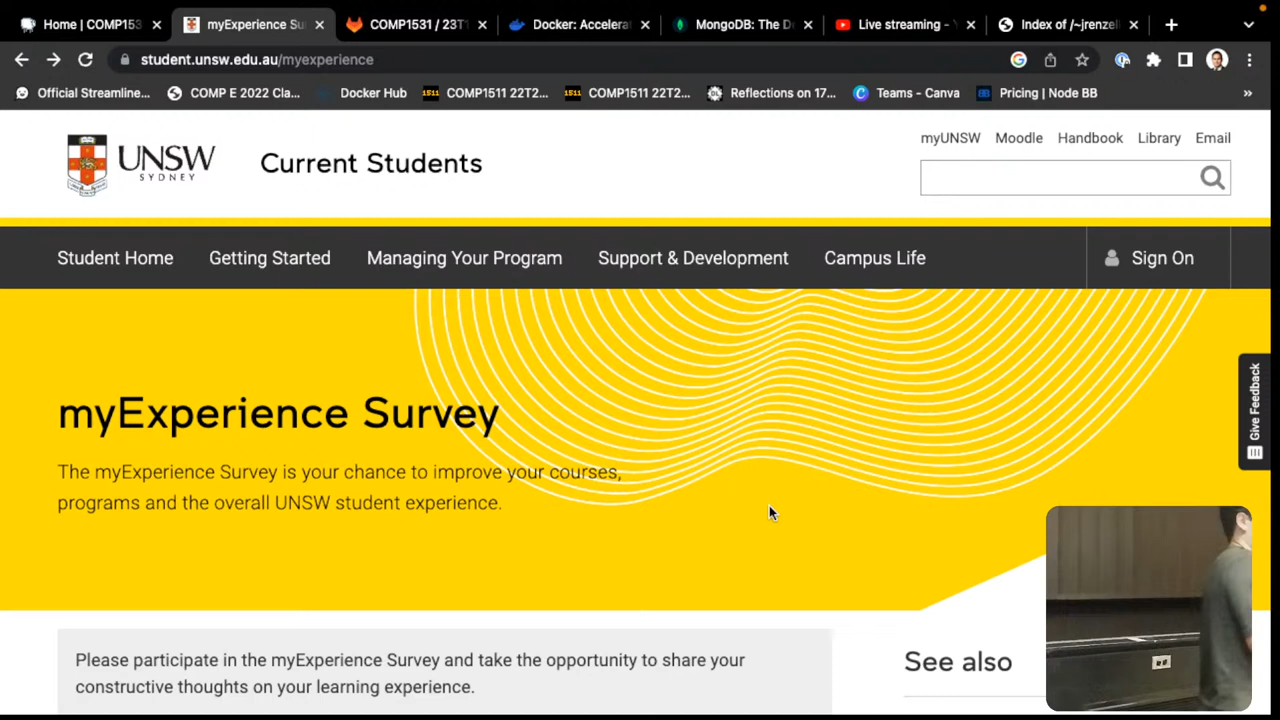 Home | COMP153
myExperience Su
COMP1531 / 23T
Docker: Accelera
MongoDB: The D
Live streaming -
Index of /~jrenzel
student.unsw.edu.au/myexperience
Official Streamline...
COMP E 2022 Cla...
Docker Hub
1511 COMP1511 22T2...
1511 COMP1511 22T2...
Reflections on 17...
Teams - Canva
Pricing | Node BB
»
UNSW
SYDNEY
Current Students
myUNSW Moodle Handbook Library Email
Student Home Getting Started Managing Your Program Support & Development Campus Life Sign On
myExperience Survey
The myExperience Survey is your chance to improve your courses,
programs and the overall UNSW student experience.
Give Feedback
Please participate in the myExperience Survey and take the opportunity to share your
constructive thoughts on your learning experience.
See also